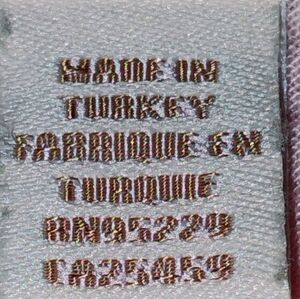 MADE IN
TURKEY
FABRIQUE EN
TURQUIE
RN95279
CA25459